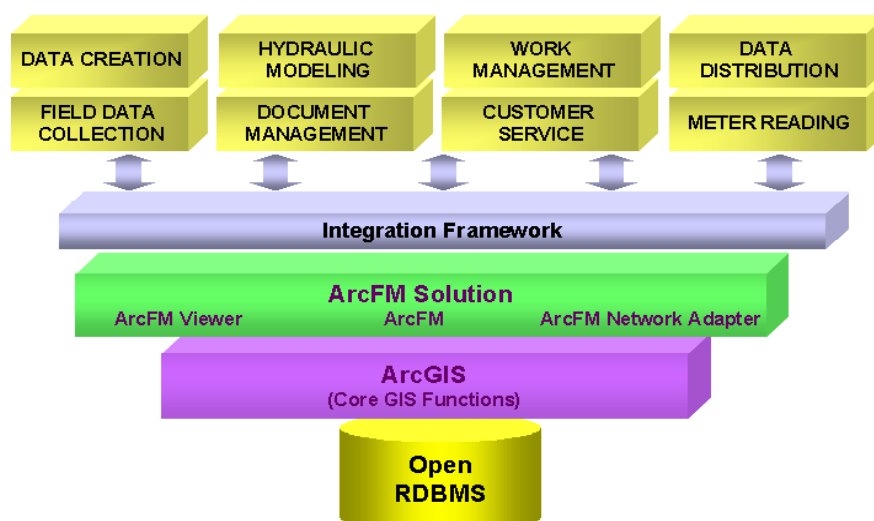 DATA CREATION
HYDRAULIC
MODELING
WORK
MANAGEMENT
DATA
DISTRIBUTION
FIELD DATA
COLLECTION
DOCUMENT
MANAGEMENT
CUSTOMER
SERVICE
METER READING
Integration Framework
ArcFM Solution
ArcFM Viewer ArcFM ArcFM Network Adapter
ArcGIS
(Core GIS Functions)
Open
RDBMS